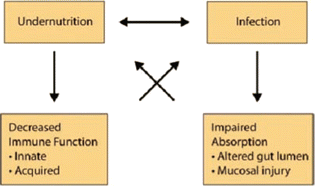 Undernutrition
Infection
Decreased
Immune Function
• Innate
• Acquired
Impaired
Absorption
• Altered gut lumen
• Mucosal injury